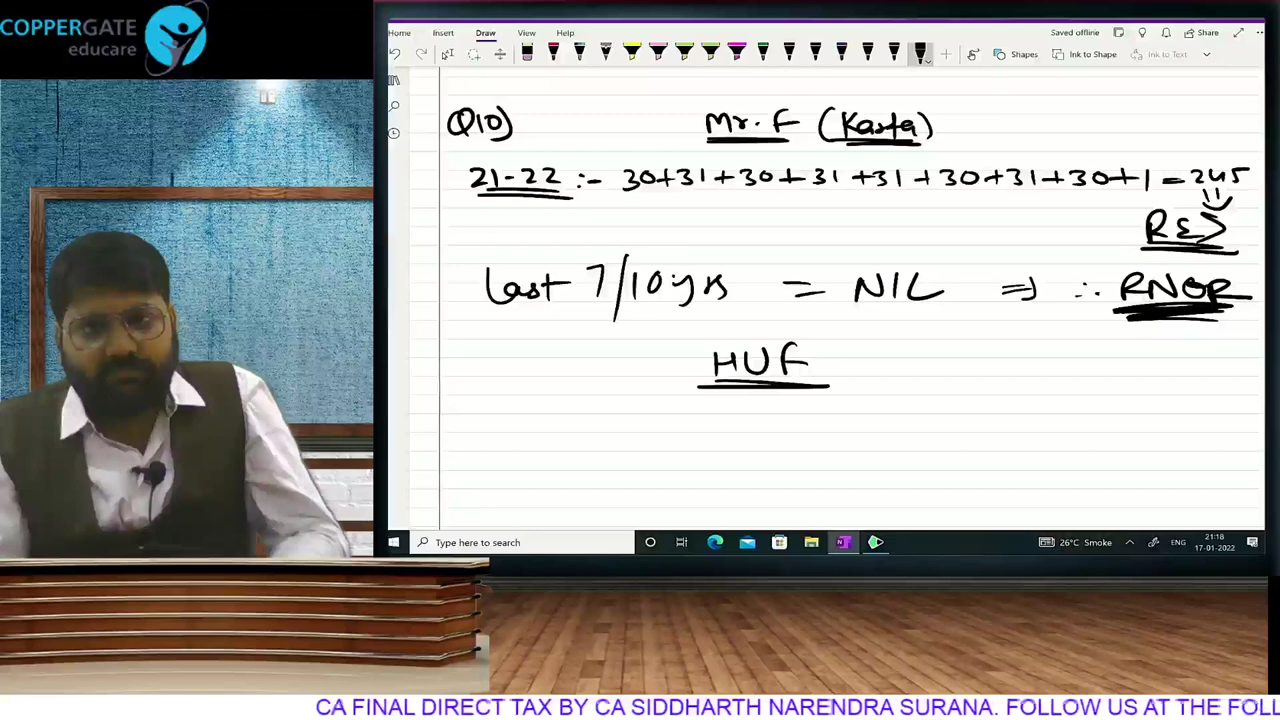 COPPERGATE
educare
Home Insert Draw View Help
Saved offline
Share
Shapes
Ink to Shape
Ink to Text
Q10) Mr. F (Karta)
21-22 :- 30+31+30+31+31+30+31+30+1 = 245
RES
last 7/10 yrs = NIL ⇒ ∴ RNOR
HUF
Type here to search
26°C Smoke
ENG
21:18
17-01-2022
CA FINAL DIRECT TAX BY CA SIDDHARTH NARENDRA SURANA. FOLLOW US AT THE FOLL